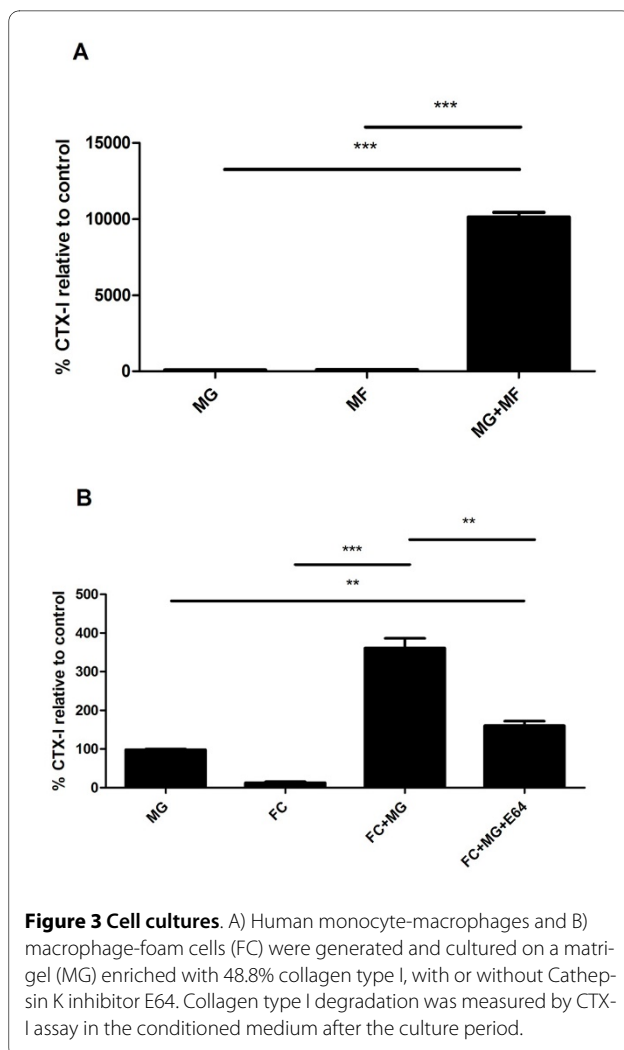 A
***
***
15000
10000
5000
0
% CTX-I relative to control
MG
MF
MG+MF
B
**
***
**
500
400
300
200
100
0
% CTX-I relative to control
MG
FC
FC+MG
FC+MG+E64
Figure 3 Cell cultures. A) Human monocyte-macrophages and B)
macrophage-foam cells (FC) were generated and cultured on a matri-
gel (MG) enriched with 48.8% collagen type I, with or without Cathep-
sin K inhibitor E64. Collagen type I degradation was measured by CTX-
I assay in the conditioned medium after the culture period.